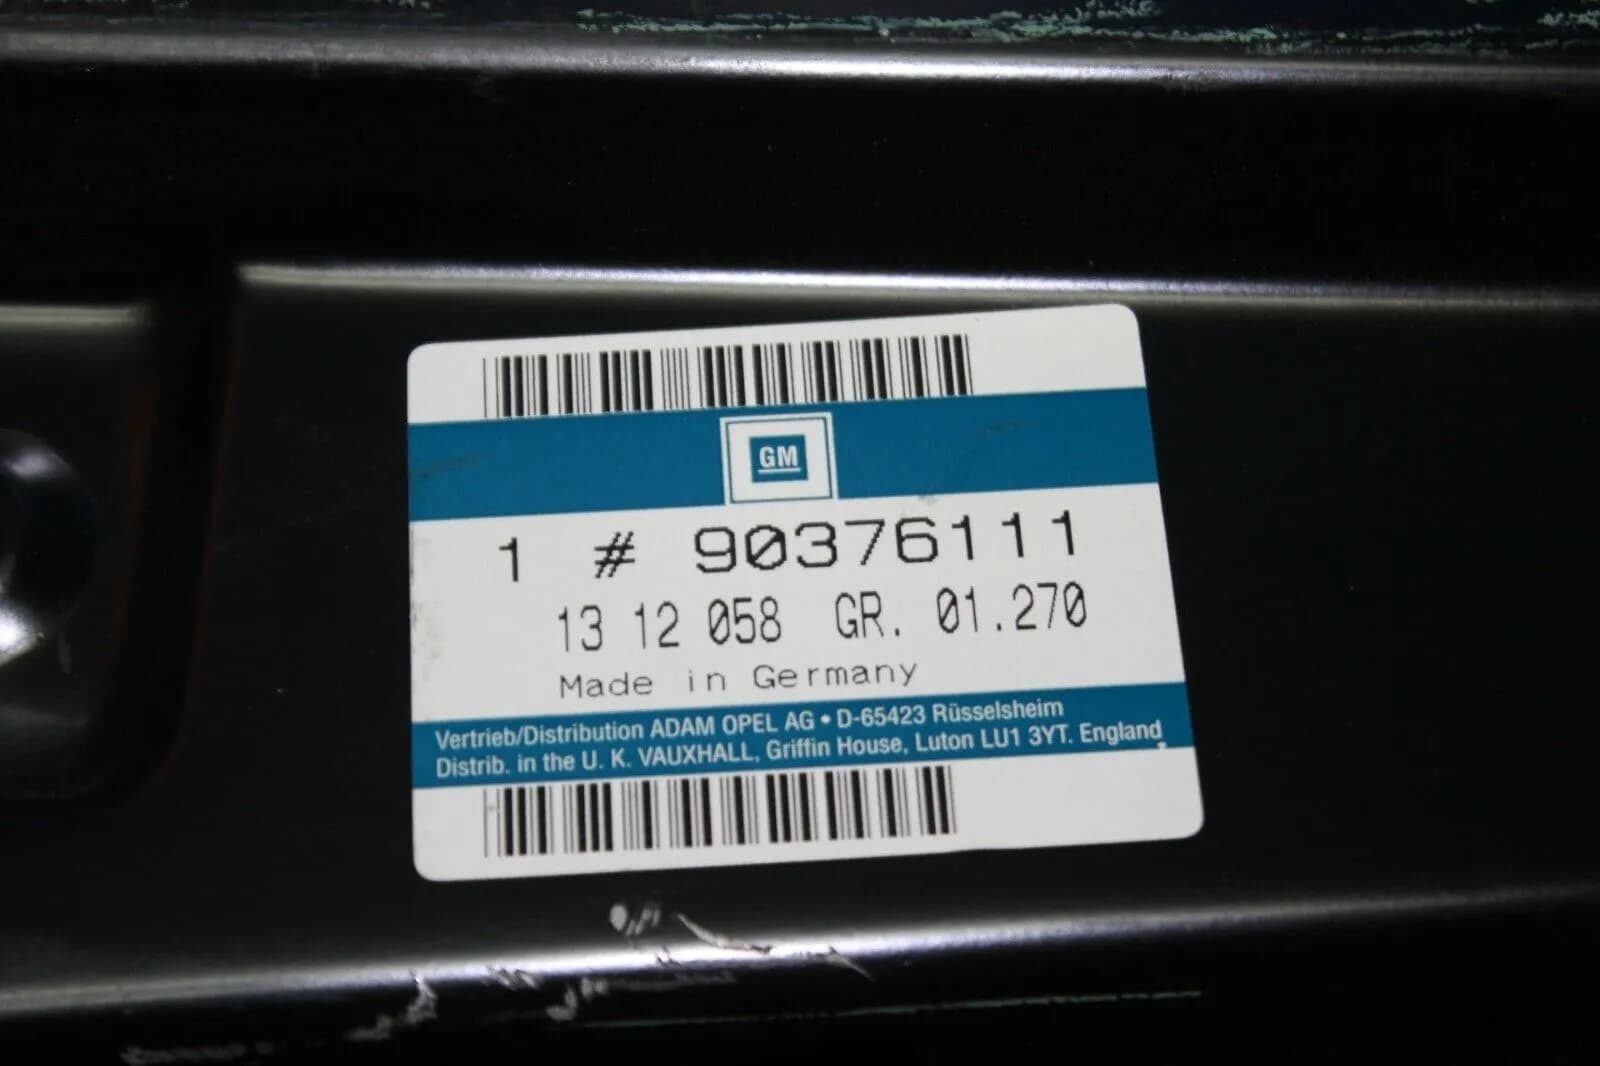 GM
1 # 90376111
13 12 058 GR. 01.270
Made in Germany
Vertrieb/Distribution ADAM OPEL AG • D-65423 Rüsselsheim
Distrib. in the U. K. VAUXHALL, Griffin House, Luton LU1 3YT. England